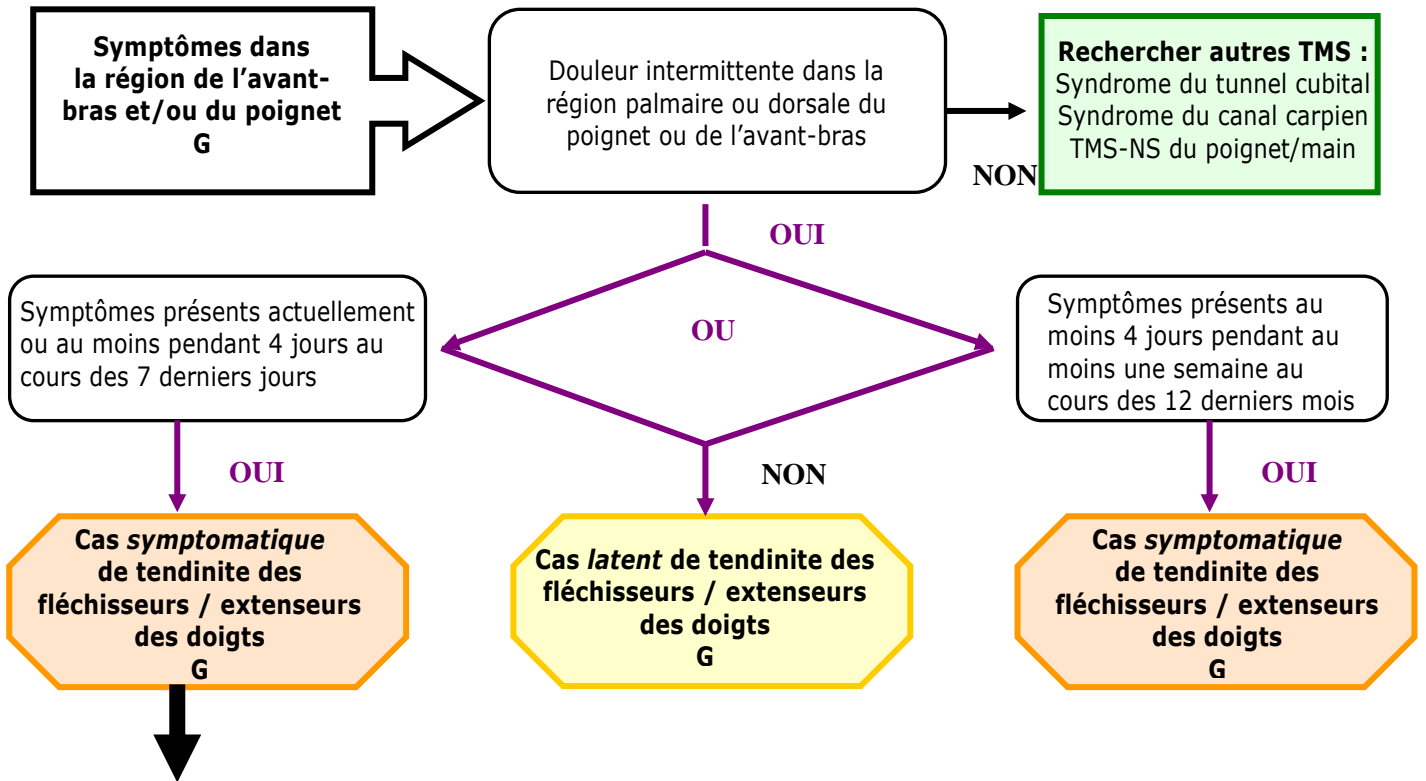 Symptômes dans
la région de l’avant-
bras et/ou du poignet
G
Douleur intermittente dans la
région palmaire ou dorsale du
poignet ou de l’avant-bras
Rechercher autres TMS :
Syndrome du tunnel cubital
Syndrome du canal carpien
TMS-NS du poignet/main
NON
OUI
Symptômes présents actuellement
ou au moins pendant 4 jours au
cours des 7 derniers jours
OU
Symptômes présents au
moins 4 jours pendant au
moins une semaine au
cours des 12 derniers mois
OUI
NON
OUI
Cas symptomatique
de tendinite des
fléchisseurs / extenseurs
des doigts
G
Cas latent de tendinite des
fléchisseurs / extenseurs
des doigts
G
Cas symptomatique
de tendinite des
fléchisseurs / extenseurs
des doigts
G